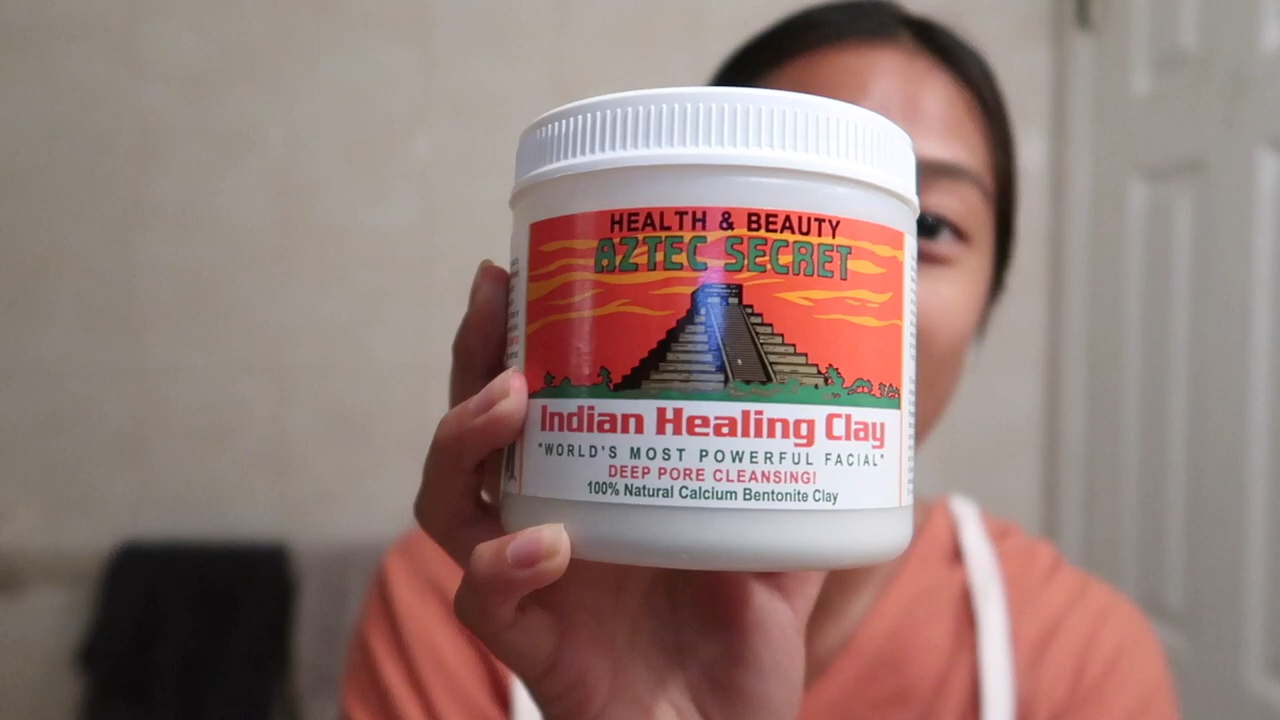 HEALTH & BEAUTY
AZTEC SECRET
Indian Healing Clay
"WORLD'S MOST POWERFUL FACIAL"
DEEP PORE CLEANSING!
100% Natural Calcium Bentonite Clay